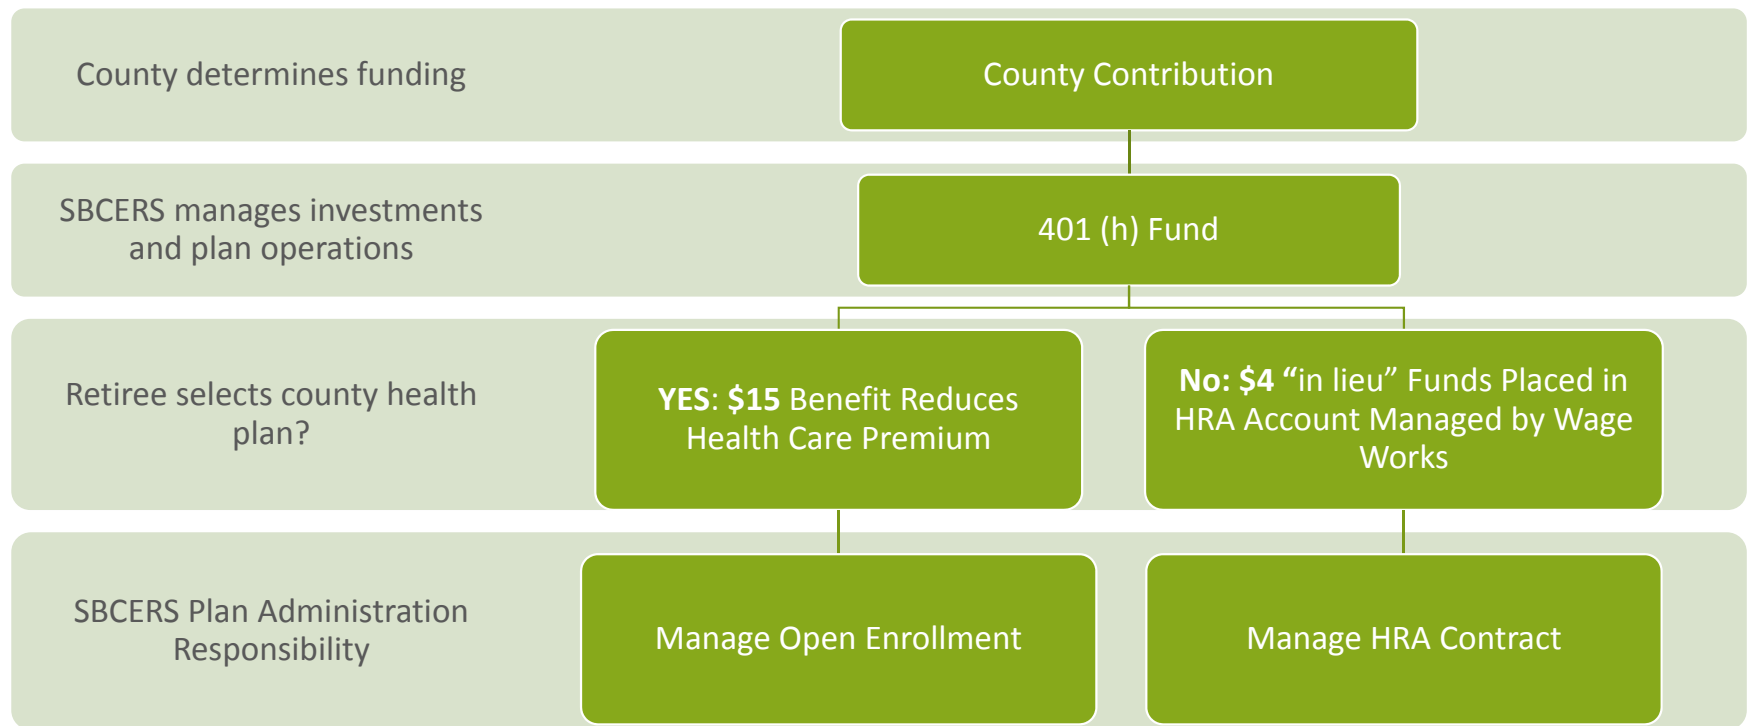 County determines funding
County Contribution
SBCERS manages investments
and plan operations
401 (h) Fund
Retiree selects county health
plan?
YES: $15 Benefit Reduces
Health Care Premium
No: $4 “in lieu” Funds Placed in
HRA Account Managed by Wage
Works
SBCERS Plan Administration
Responsibility
Manage Open Enrollment
Manage HRA Contract